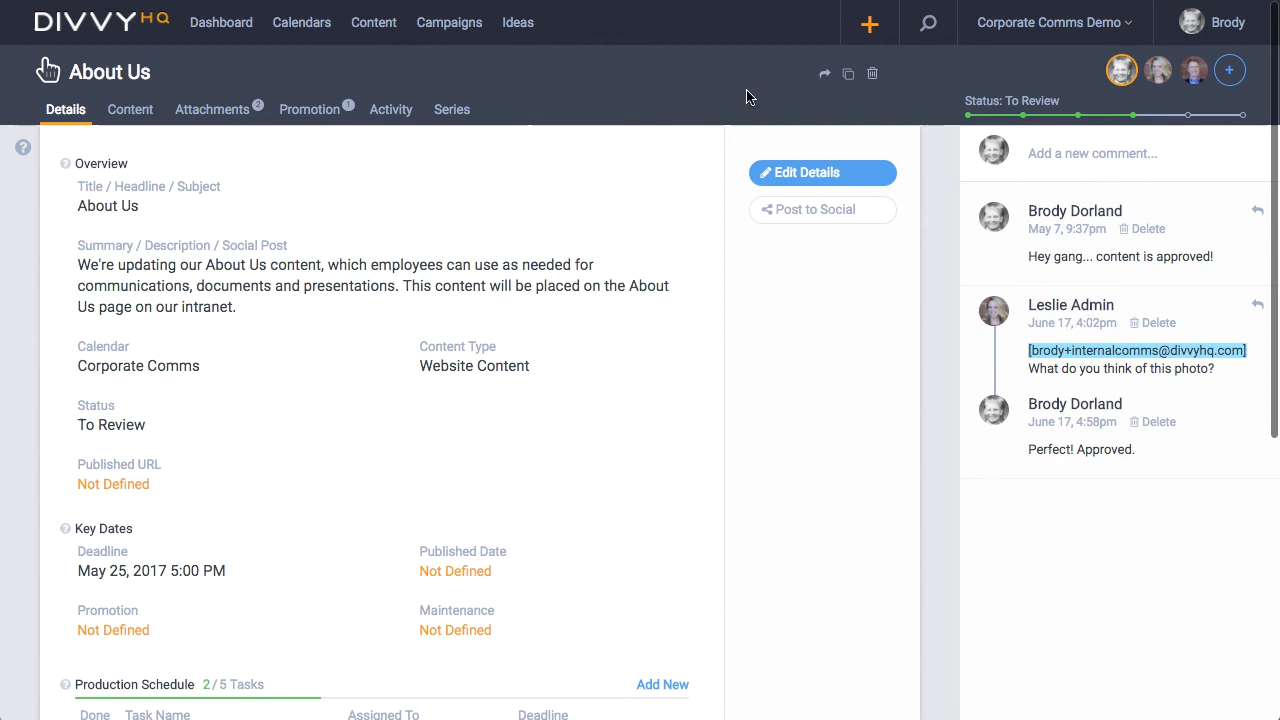 DIVVYHQ Dashboard Calendars Content Campaigns Ideas + Corporate Comms Demo Brody
About Us
Details Content Attachments 2 Promotion 1 Activity Series
Status: To Review
?
? Overview
Title / Headline / Subject
About Us
Summary / Description / Social Post
We're updating our About Us content, which employees can use as needed for
communications, documents and presentations. This content will be placed on the About
Us page on our intranet.
Calendar Content Type
Corporate Comms Website Content
Status
To Review
Published URL
Not Defined
? Key Dates
Deadline Published Date
May 25, 2017 5:00 PM Not Defined
Promotion Maintenance
Not Defined Not Defined
? Production Schedule 2 / 5 Tasks Add New
Done Task Name Assigned To Deadline
Edit Details
Post to Social
+
Add a new comment...
Brody Dorland
May 7, 9:37pm Delete
Hey gang... content is approved!
Leslie Admin
June 17, 4:02pm Delete
[brody+internalcomms@divvyhq.com]
What do you think of this photo?
Brody Dorland
June 17, 4:58pm Delete
Perfect! Approved.